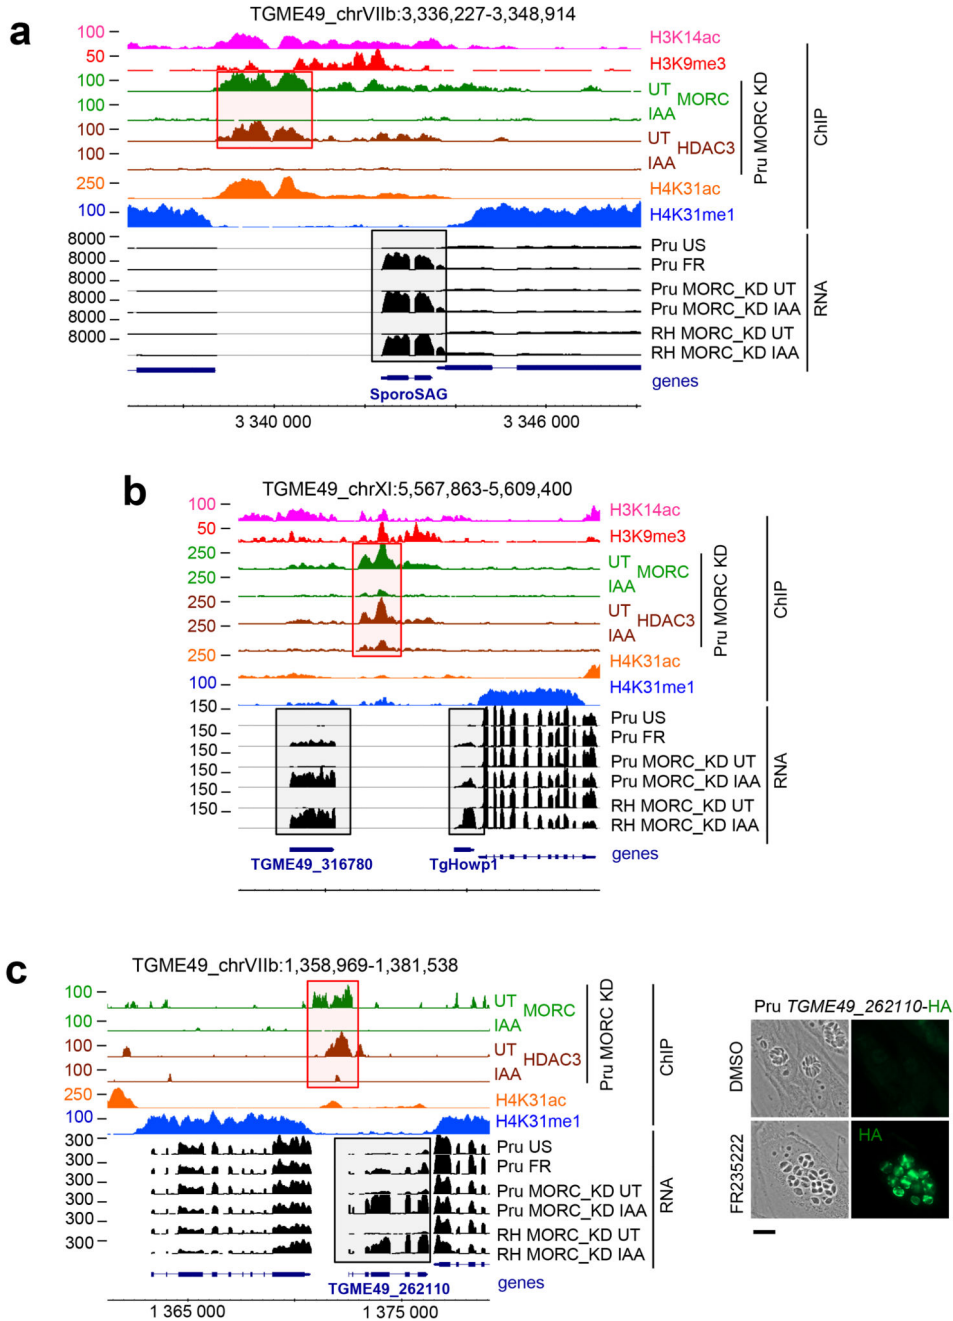 a
TGME49_chrVIIb:3,336,227-3,348,914
100
H3K14ac
50
H3K9me3
100
UT
MORC
100
IAA
100
UT
HDAC3
100
IAA
Pru MORC KD
250
H4K31ac
100
H4K31me1
ChIP
8000
Pru US
8000
Pru FR
8000
Pru MORC_KD UT
8000
Pru MORC_KD IAA
8000
RH MORC_KD UT
8000
RH MORC_KD IAA
RNA
genes
SporoSAG
3 340 000
3 346 000
b
TGME49_chrXI:5,567,863-5,609,400
100
H3K14ac
50
H3K9me3
250
UT
MORC
250
IAA
250
UT
HDAC3
250
IAA
Pru MORC KD
250
H4K31ac
100
H4K31me1
ChIP
150
Pru US
150
Pru FR
150
Pru MORC_KD UT
150
Pru MORC_KD IAA
150
RH MORC_KD UT
150
RH MORC_KD IAA
RNA
genes
TGME49_316780
TgHowp1
c
TGME49_chrVIIb:1,358,969-1,381,538
100
UT
MORC
100
IAA
100
UT
HDAC3
100
IAA
Pru MORC KD
250
H4K31ac
100
H4K31me1
ChIP
300
Pru US
300
Pru FR
300
Pru MORC_KD UT
300
Pru MORC_KD IAA
300
RH MORC_KD UT
300
RH MORC_KD IAA
RNA
genes
TGME49_262110
1 365 000
1 375 000
Pru TGME49_262110-HA
DMSO
FR235222
HA